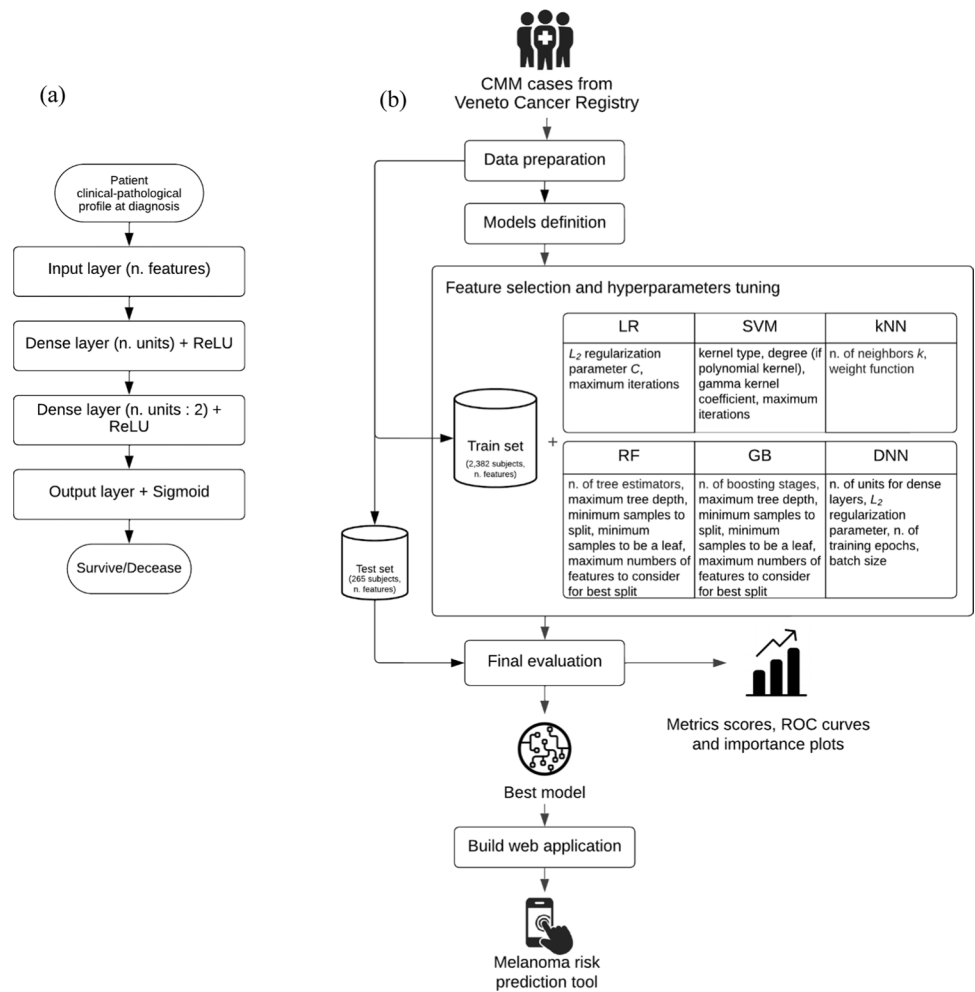 (a)
Patient
clinical-pathological
profile at diagnosis
Input layer (n. features)
Dense layer (n. units) + ReLU
Dense layer (n. units : 2) +
ReLU
Output layer + Sigmoid
Survive/Decease
(b)
CMM cases from
Veneto Cancer Registry
Data preparation
Models definition
Feature selection and hyperparameters tuning
Train set
(2,382 subjects,
n. features)
+
LR
L2 regularization
parameter C,
maximum iterations
SVM
kernel type, degree (if
polynomial kernel),
gamma kernel
coefficient, maximum
iterations
kNN
n. of neighbors k,
weight function
RF
n. of tree estimators,
maximum tree depth,
minimum samples to
split, minimum
samples to be a leaf,
maximum numbers of
features to consider
for best split
GB
n. of boosting stages,
maximum tree depth,
minimum samples to
split, minimum
samples to be a leaf,
maximum numbers of
features to consider
for best split
DNN
n. of units for dense
layers, L2
regularization
parameter, n. of
training epochs,
batch size
Test set
(265 subjects,
n. features)
Final evaluation
Metrics scores, ROC curves
and importance plots
Best model
Build web application
Melanoma risk
prediction tool